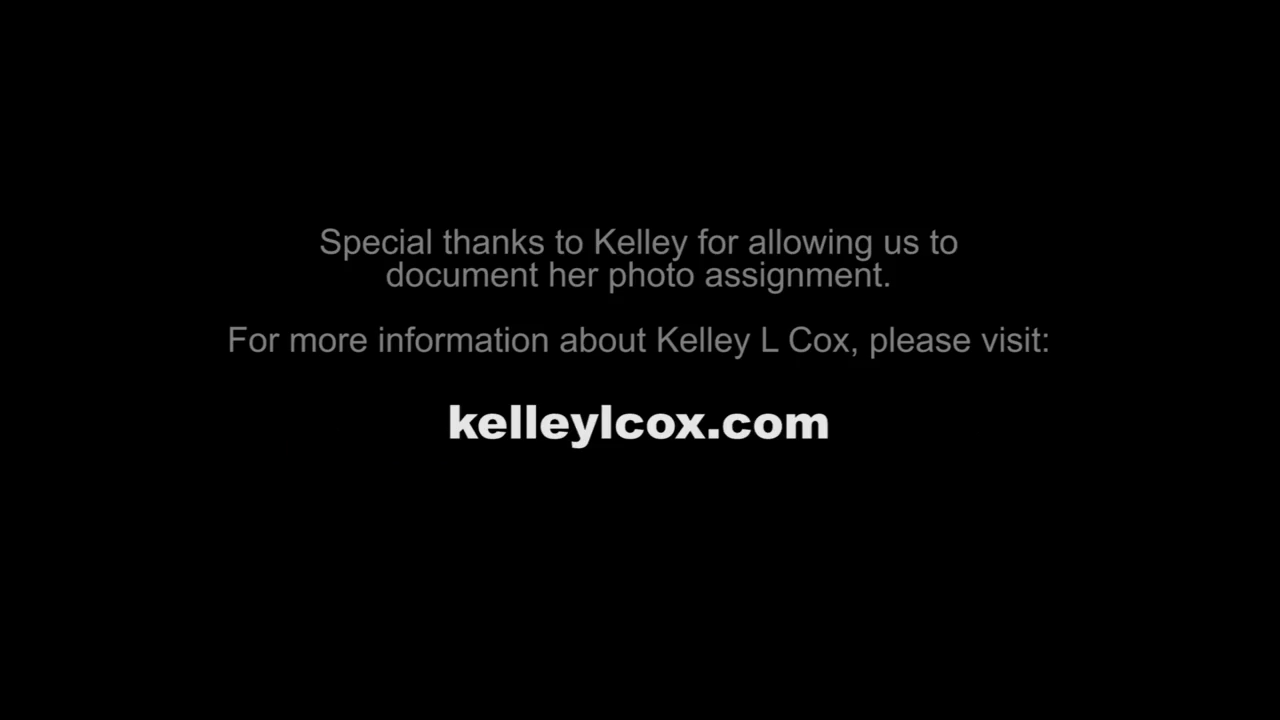 Special thanks to Kelley for allowing us to
document her photo assignment.
For more information about Kelley L Cox, please visit:
kelleylcox.com